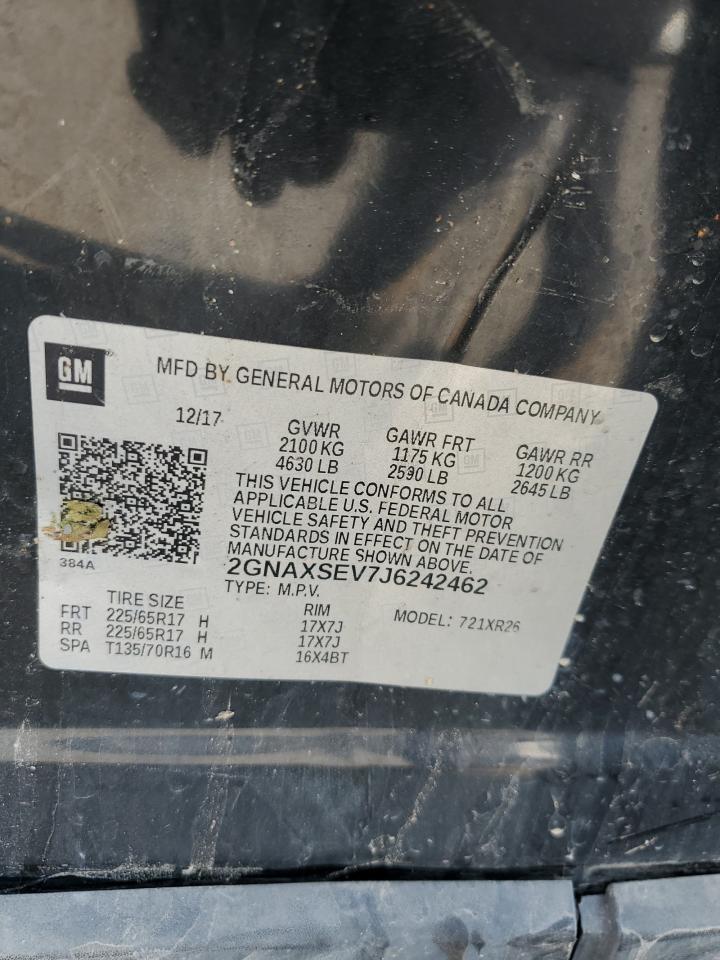 GM
MFD BY GENERAL MOTORS OF CANADA COMPANY
12/17
GVWR
2100 KG
4630 LB
GAWR FRT
1175 KG
2590 LB
GAWR RR
1200 KG
2645 LB
THIS VEHICLE CONFORMS TO ALL
APPLICABLE U.S. FEDERAL MOTOR
VEHICLE SAFETY AND THEFT PREVENTION
STANDARDS IN EFFECT ON THE DATE OF
MANUFACTURE SHOWN ABOVE.
384A
2GNAXSEV7J6242462
TYPE: M.P.V.
TIRE SIZE RIM MODEL: 721XR26
FRT 225/65R17 H 17X7J
RR 225/65R17 H 17X7J
SPA T135/70R16 M 16X4BT